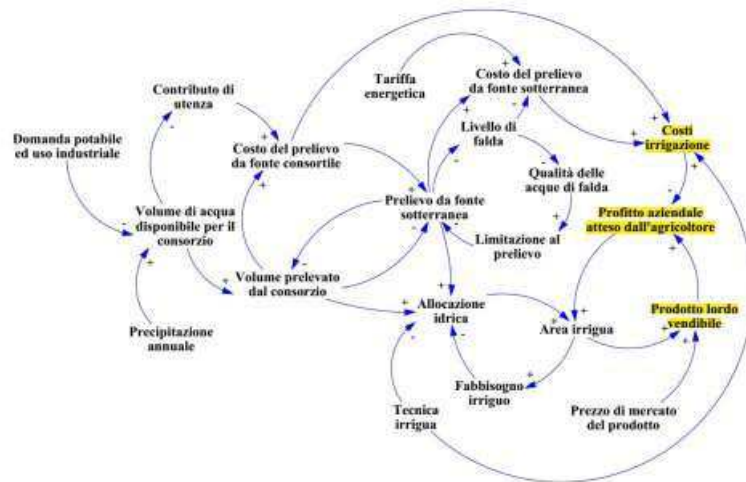 Contributo di
utenza
Domanda potabile
ed uso industriale
Volume di acqua
disponibile per il
consorzio
Precipitazione
annuale
Costo del prelievo
da fonte consortile
Volume prelevato
dal consorzio
Tariffa
energetica
Costo del prelievo
da fonte sotterranea
Livello di
falda
Qualità delle
acque di falda
Prelievo da fonte
sotterranea
Limitazione al
prelievo
Allocazione
idrica
Area irrigua
Fabbisogno
irriguo
Tecnica
irrigua
Costi
irrigazione
Profitto aziendale
atteso dall'agricoltore
Prodotto lordo
vendibile
Prezzo di mercato
del prodotto